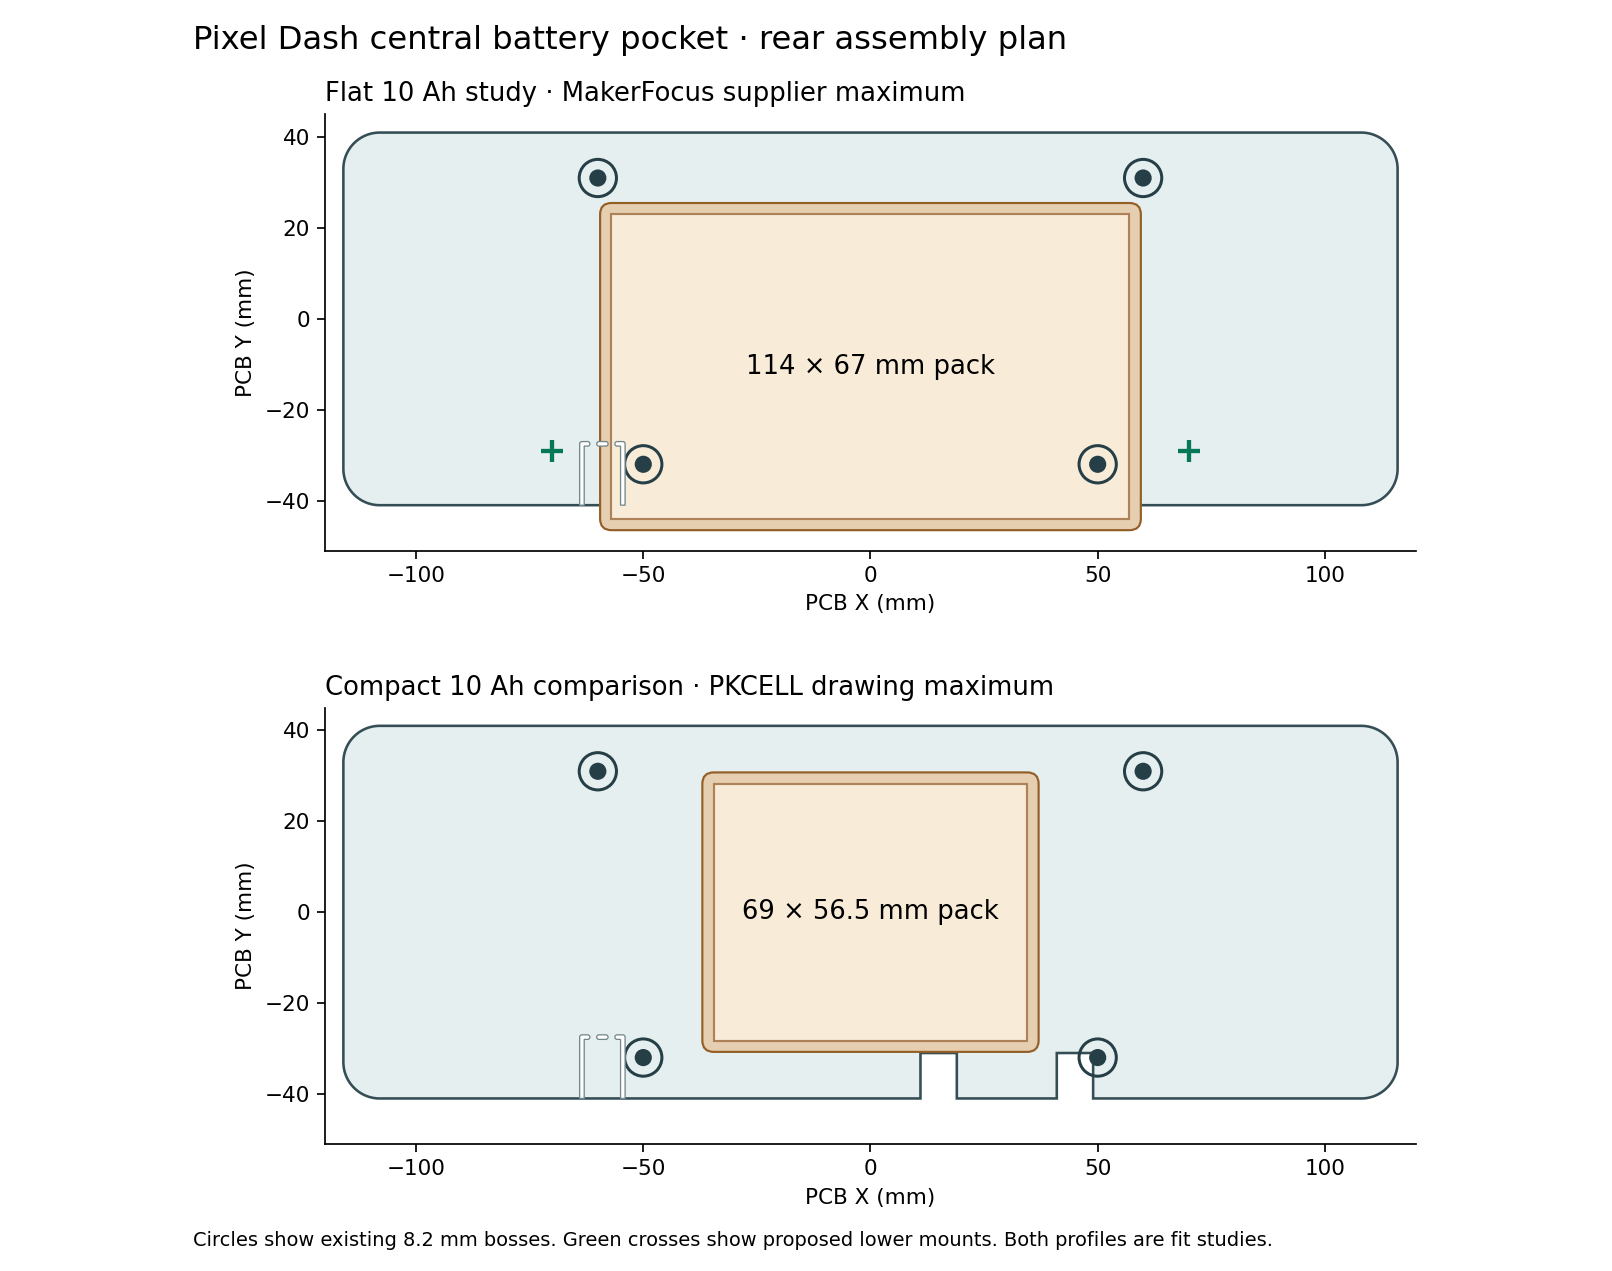 Pixel Dash central battery pocket · rear assembly plan
Flat 10 Ah study · MakerFocus supplier maximum
40
20
0
−20
−40
PCB Y (mm)
114 × 67 mm pack
−100
−50
0
50
100
PCB X (mm)
Compact 10 Ah comparison · PKCELL drawing maximum
40
20
0
−20
−40
PCB Y (mm)
69 × 56.5 mm pack
−100
−50
0
50
100
PCB X (mm)
Circles show existing 8.2 mm bosses. Green crosses show proposed lower mounts. Both profiles are fit studies.